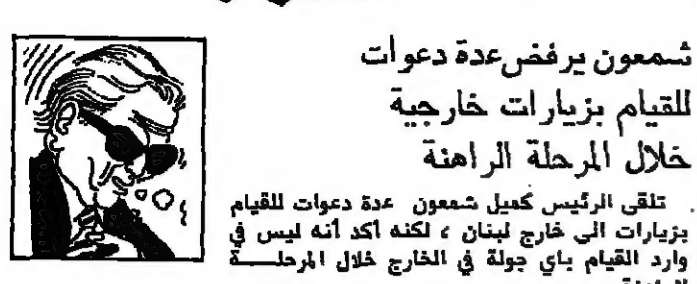 شمعون يرفض عدة دعوات
للقيام بزيارات خارجية
خلال المرحلة الراهنة
تلقى الرئيس كميل شمعون عدة دعوات للقيام
بزيارات الى خارج لبنان ، لكنه أكد أنه ليس في
وارد القيام باي جولة في الخارج خلال المرحلـــة